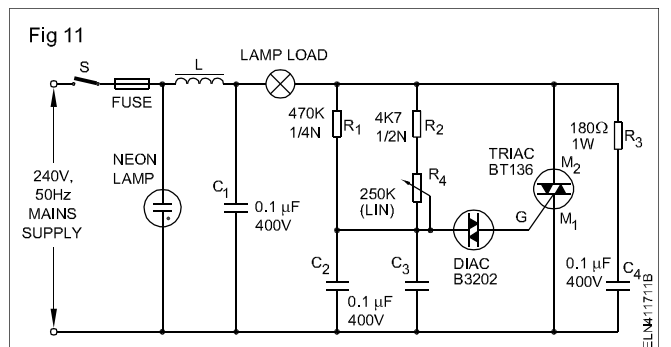 Fig 11
S
FUSE
L
LAMP LOAD
240V,
50Hz
MAINS
SUPPLY
NEON
LAMP
C1
0.1 µF
400V
470K
1/4N
R1
4K7
1/2N
R2
R4
250K
(LIN)
C2
0.1 µF
400V
C3
DIAC
B3202
G
TRIAC
BT136
M2
M1
180Ω
1W
R3
0.1 µF
400V
C4
ELN411711B